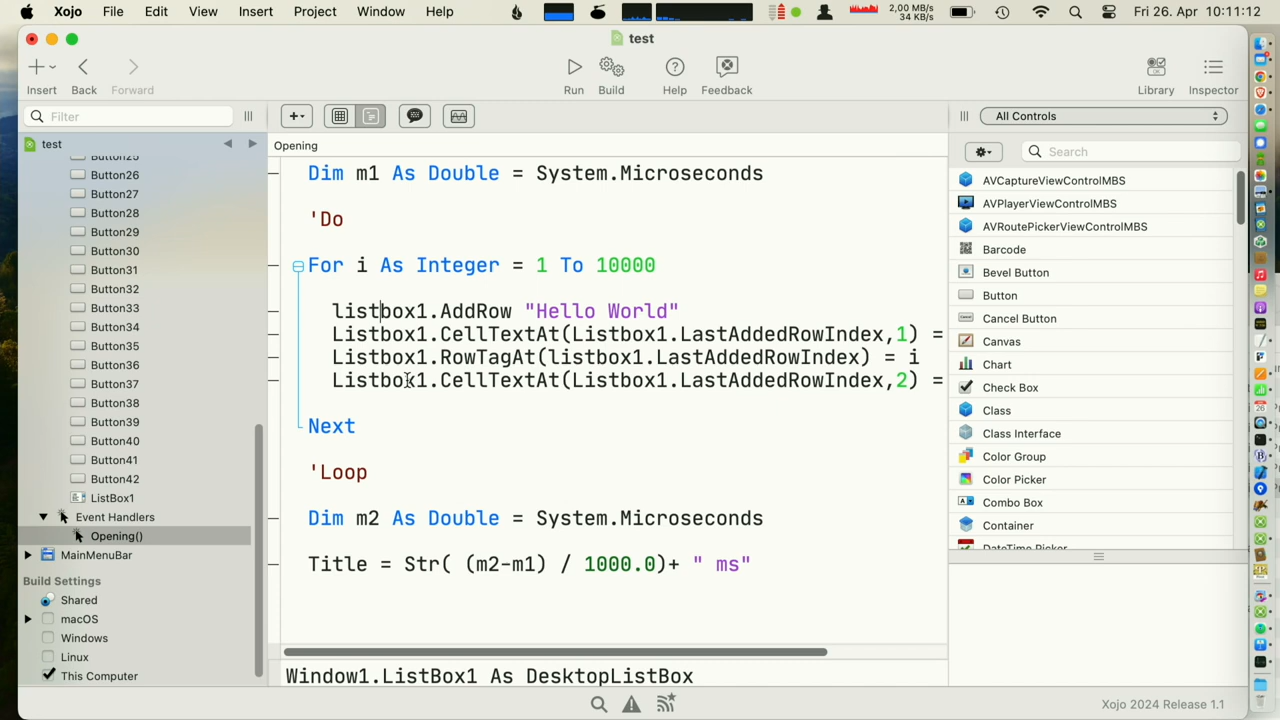 Xojo File Edit View Insert Project Window Help 2,00 MB/s 34 KB/s Fri 26. Apr 10:11:12
test
Insert Back Forward Run Build Help Feedback Library Inspector
Filter
All Controls
test
Opening
Search
Button25
Button26
Button27
Button28
Button29
Button30
Button31
Button32
Button33
Button34
Button35
Button36
Button37
Button38
Button39
Button40
Button41
Button42
ListBox1
Event Handlers
Opening()
MainMenuBar
Build Settings
Shared
macOS
Windows
Linux
This Computer
Dim m1 As Double = System.Microseconds
'Do
For i As Integer = 1 To 10000
listbox1.AddRow "Hello World"
Listbox1.CellTextAt(Listbox1.LastAddedRowIndex,1) =
Listbox1.RowTagAt(listbox1.LastAddedRowIndex) = i
Listbox1.CellTextAt(Listbox1.LastAddedRowIndex,2) =
Next
'Loop
Dim m2 As Double = System.Microseconds
Title = Str( (m2-m1) / 1000.0)+ " ms"
Window1.ListBox1 As DesktopListBox
AVCaptureViewControlMBS
AVPlayerViewControlMBS
AVRoutePickerViewControlMBS
Barcode
Bevel Button
Button
Cancel Button
Canvas
Chart
Check Box
Class
Class Interface
Color Group
Color Picker
Combo Box
Container
DateTime Picker
Xojo 2024 Release 1.1